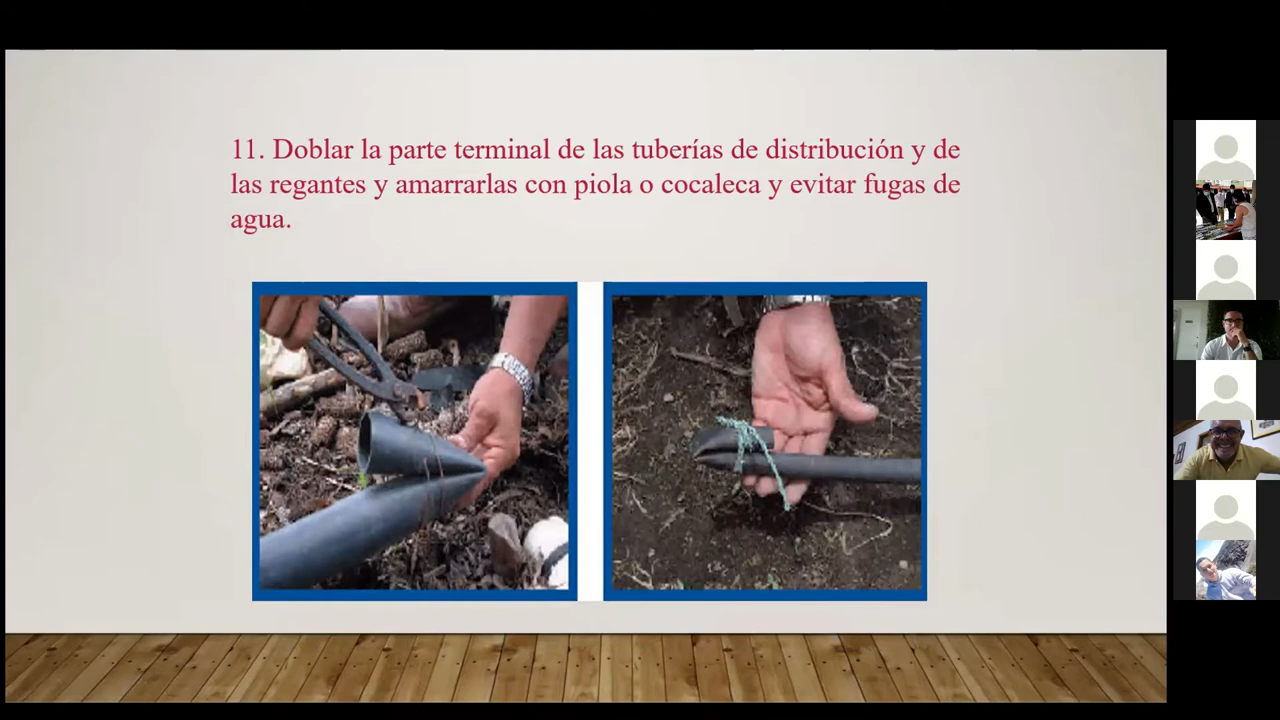 11. Doblar la parte terminal de las tuberías de distribución y de
las regantes y amarrarlas con piola o cocaleca y evitar fugas de
agua.